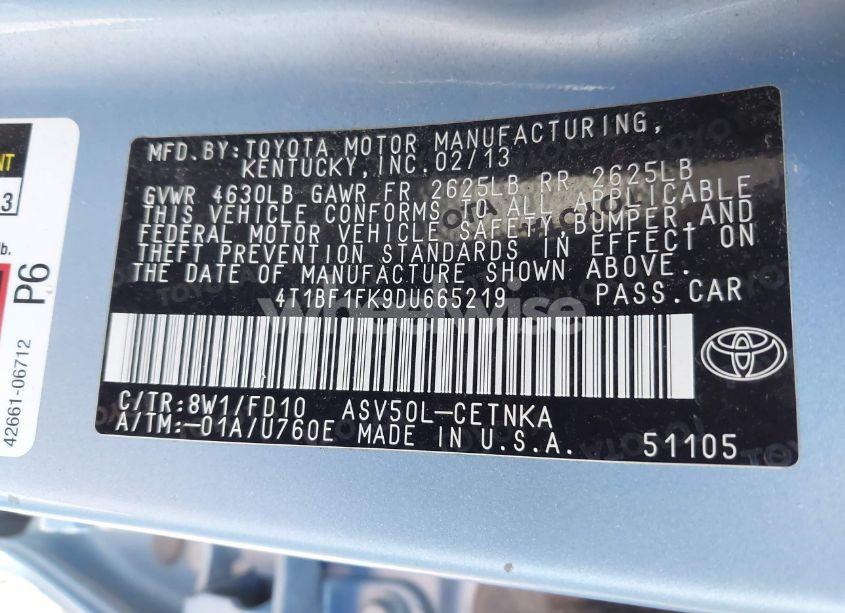 MFD.BY:TOYOTA MOTOR MANUFACTURING,
KENTUCKY,INC.02/13
GVWR 4630LB GAWR FR 2625LB RR 2625LB
THIS VEHICLE CONFORMS TO ALL APPLICABLE
FEDERAL MOTOR VEHICLE SAFETY,BUMPER,AND
THEFT PREVENTION STANDARDS IN EFFECT ON
THE DATE OF MANUFACTURE SHOWN ABOVE.
4T1BF1FK9DU665219 PASS.CAR
wheelwise
C/TR:8W1/FD10 ASV50L-CETNKA
A/TM:-01A/U760E MADE IN U.S.A. 51105
3
lb.
P6
42661-06712